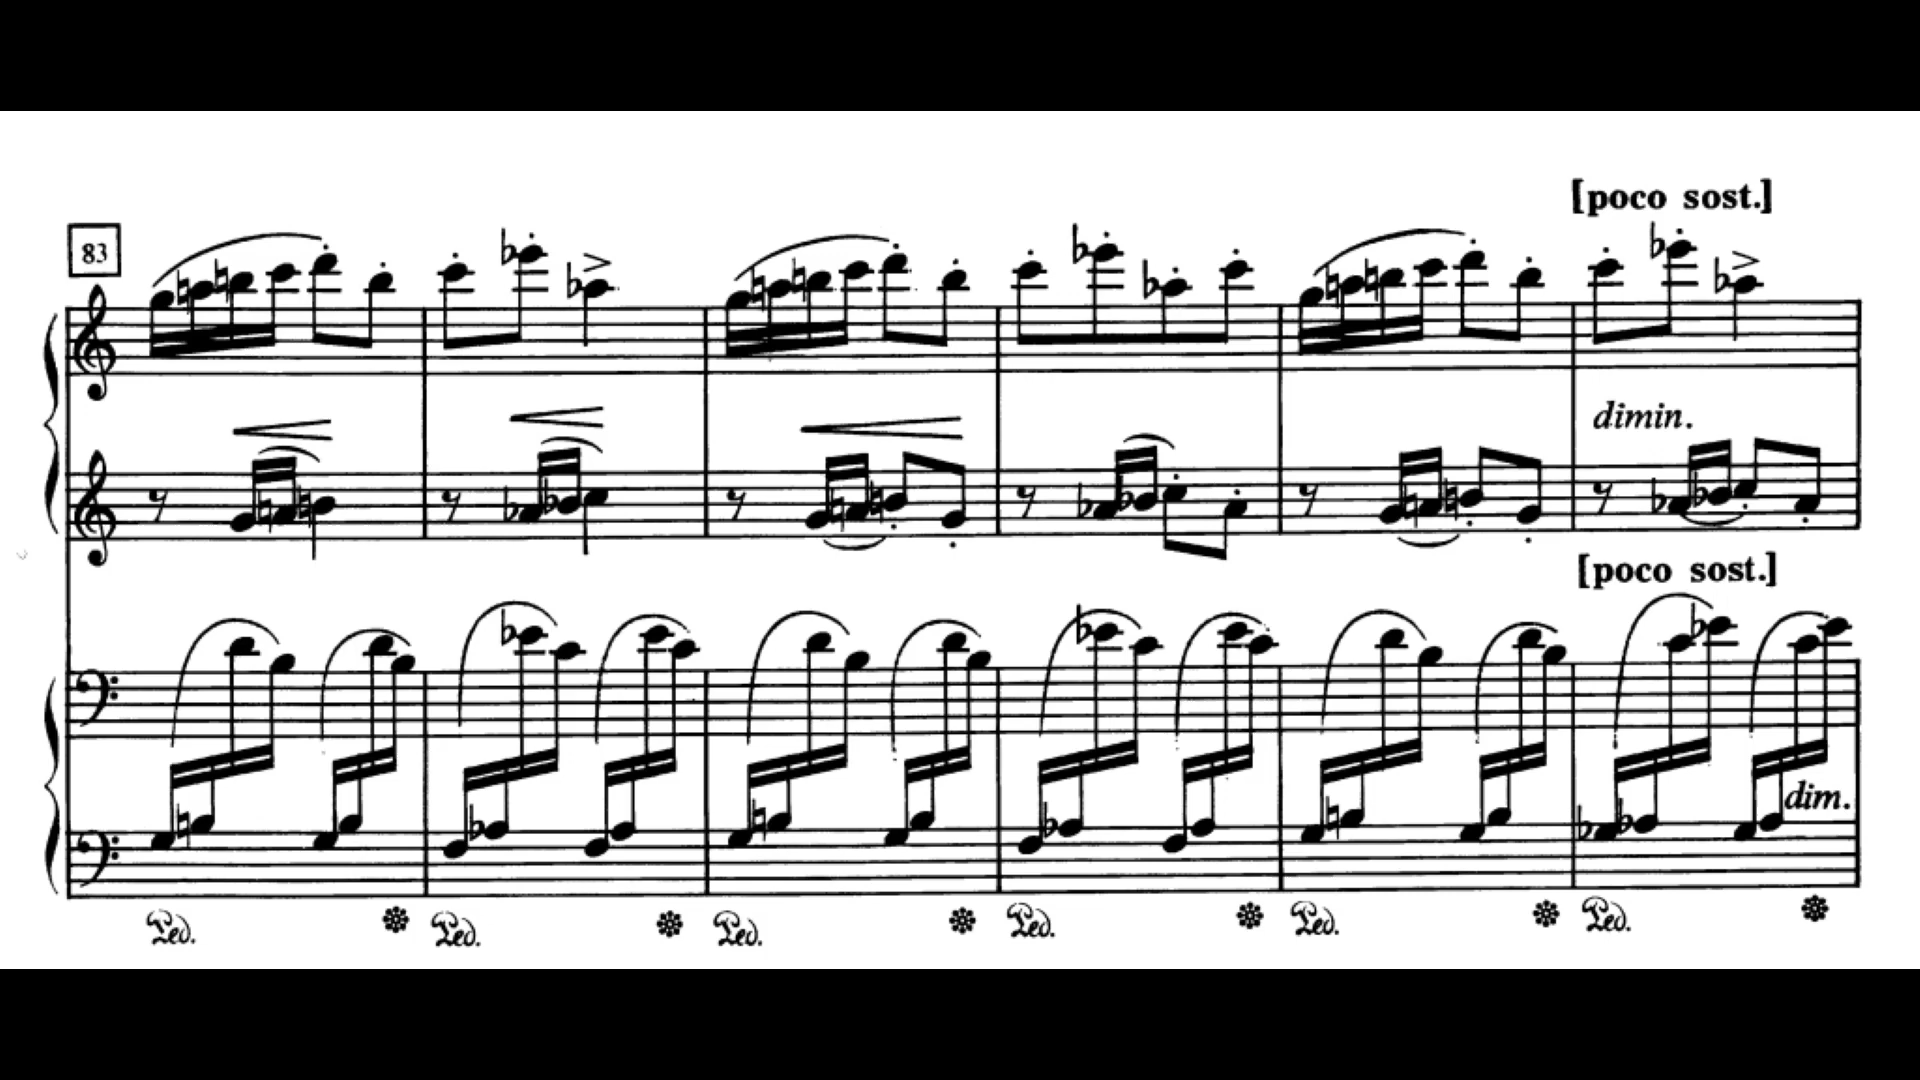 [poco sost.]
83
dimin.
[poco sost.]
dim.
Ped. Ped. Ped. Ped. Ped. Ped.